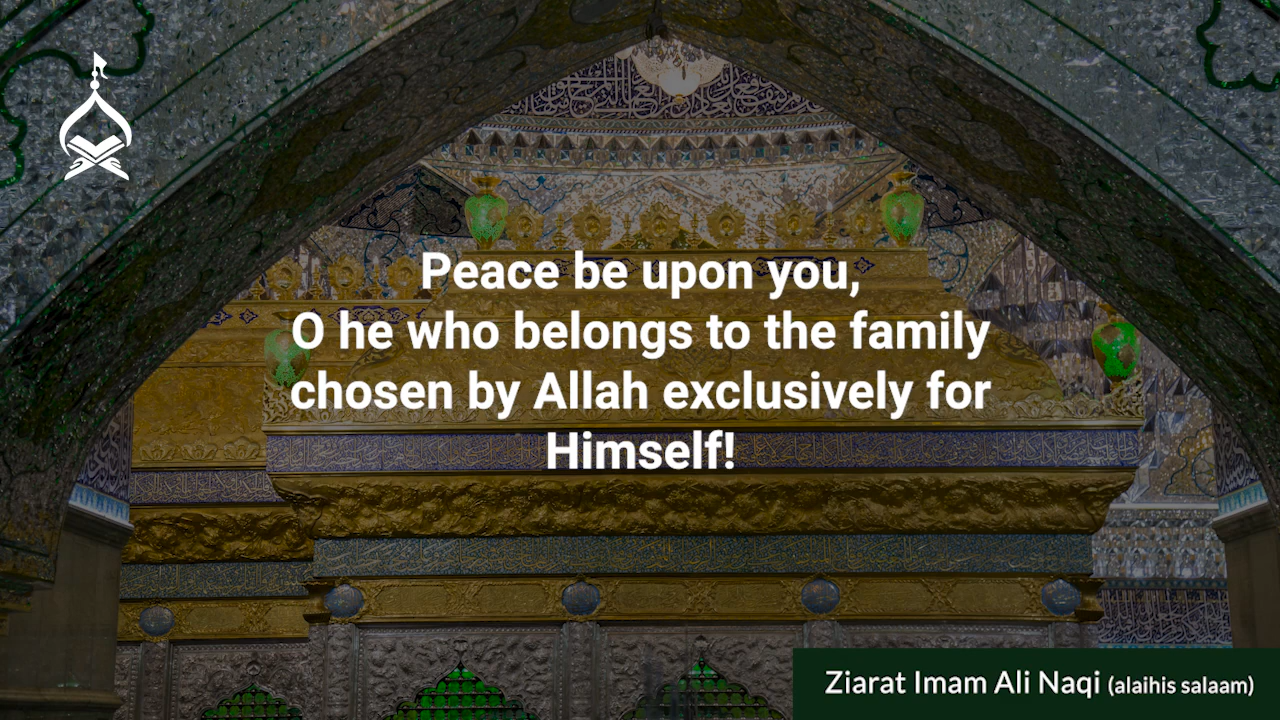 Peace be upon you,
O he who belongs to the family
chosen by Allah exclusively for
Himself!
Ziarat Imam Ali Naqi (alaihis salaam)